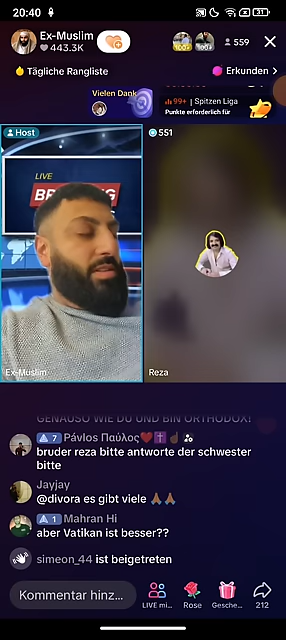 20:40
31
Ex-Muslim
443.3K
100+
100+
559
Tägliche Rangliste
Erkunden >
Vielen Dank
99+ | Spitzen Liga
Punkte erforderlich für
Host
551
LIVE
Ex-Muslim
Reza
GENAUSO WIE DU UND BIN ORTHODOX!
7 Pávlos Παύλος
bruder reza bitte antworte der schwester
bitte
Jayjay
@divora es gibt viele
1 Mahran Hi
aber Vatikan ist besser??
simeon_44 ist beigetreten
Kommentar hinz...
LIVE mi...
Rose
Gesche...
212